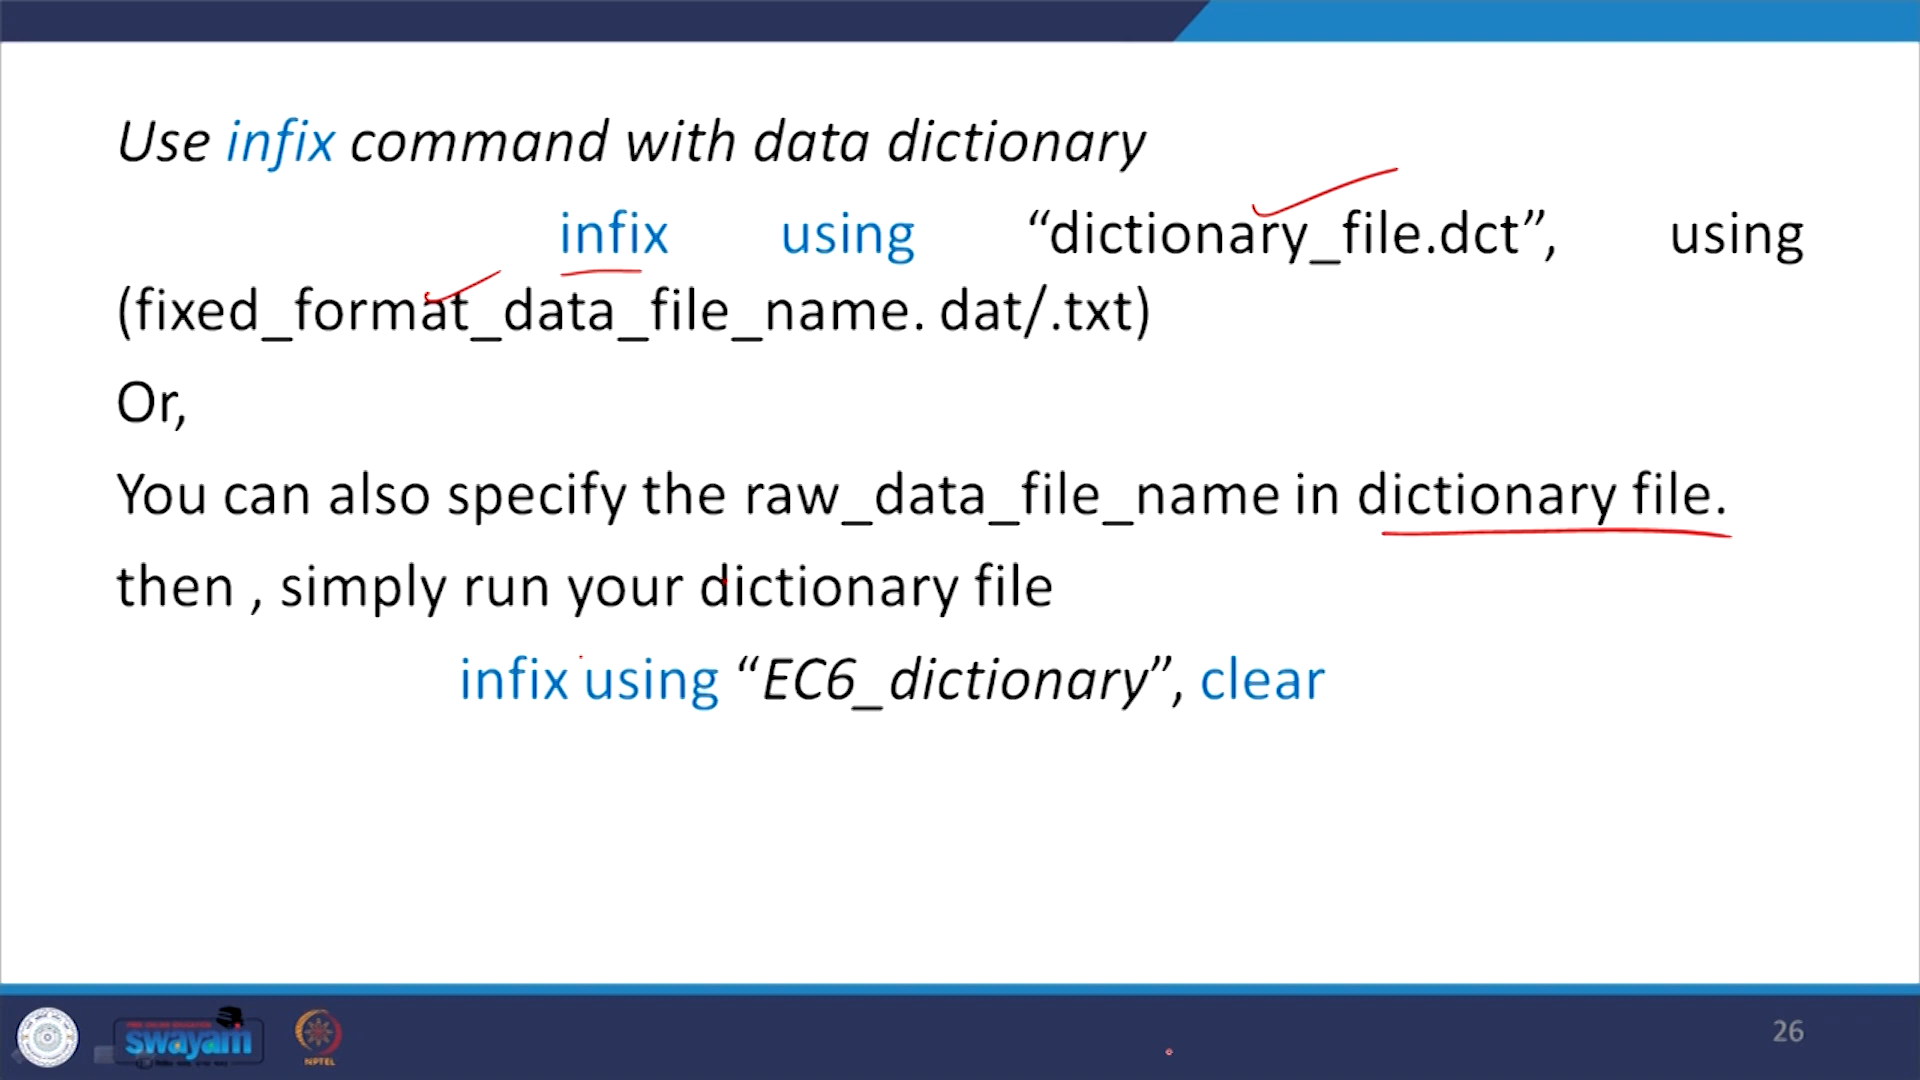 Use infix command with data dictionary
infix using “dictionary_file.dct”, using
(fixed_format_data_file_name. dat/.txt)
Or,
You can also specify the raw_data_file_name in dictionary file.
then , simply run your dictionary file
infix using “EC6_dictionary”, clear
swayam
NPTEL
26